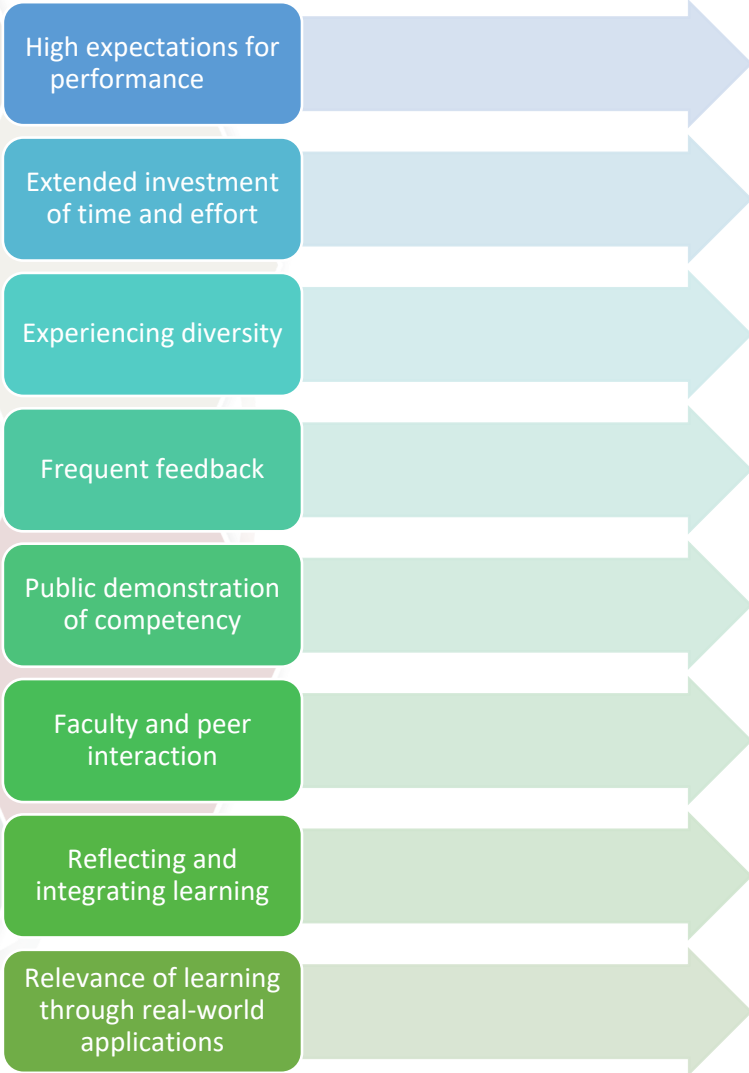 High expectations for
performance
Extended investment
of time and effort
Experiencing diversity
Frequent feedback
Public demonstration
of competency
Faculty and peer
interaction
Reflecting and
integrating learning
Relevance of learning
through real-world
applications